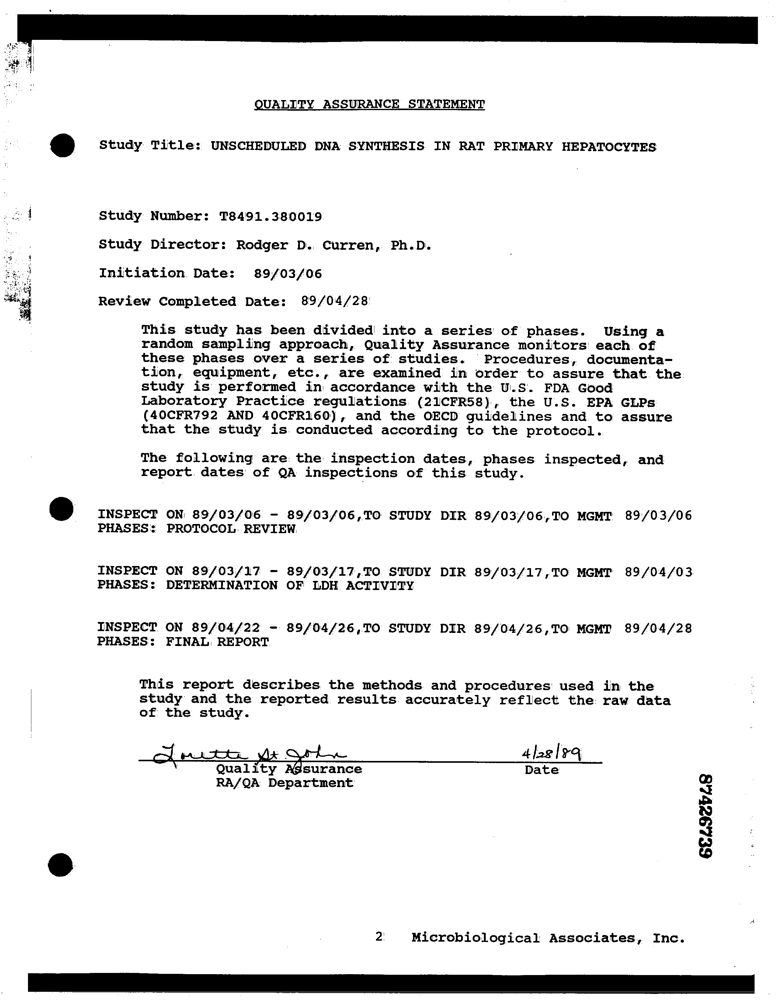 QUALITY ASSURANCE STATEMENT
Study Title: UNSCHEDULED DNA SYNTHESIS IN RAT PRIMARY HEPATOCYTES
Study Number: T8491.380019
Study Director: Rodger D. Curren, Ph.D.
Initiation Date: 89/03/06
Review Completed Date: 89/04/28
This study has been divided into a series of phases. Using a
random sampling approach, Quality Assurance monitors each of
these phases over a series of studies. Procedures, documenta-
tion, equipment, etc., are examined in order to assure that the
study is performed in accordance with the U.S. FDA Good
Laboratory Practice regulations (21CFR58), the U.S. EPA GLPs
(40CFR792 AND 40CFR160), and the OECD guidelines and to assure
that the study is conducted according to the protocol.
The following are the inspection dates, phases inspected, and
report dates of QA inspections of this study.
INSPECT ON 89/03/06 - 89/03/06,TO STUDY DIR 89/03/06,TO MGMT 89/03/06
PHASES: PROTOCOL REVIEW
INSPECT ON 89/03/17 - 89/03/17,TO STUDY DIR 89/03/17,TO MGMT 89/04/03
PHASES: DETERMINATION OF LDH ACTIVITY
INSPECT ON 89/04/22 - 89/04/26,TO STUDY DIR 89/04/26,TO MGMT 89/04/28
PHASES: FINAL REPORT
This report describes the methods and procedures used in the
study and the reported results accurately reflect the raw data
of the study.
St. John 4/28/89
Quality Assurance Date
RA/QA Department
87426739
2 Microbiological Associates, Inc.